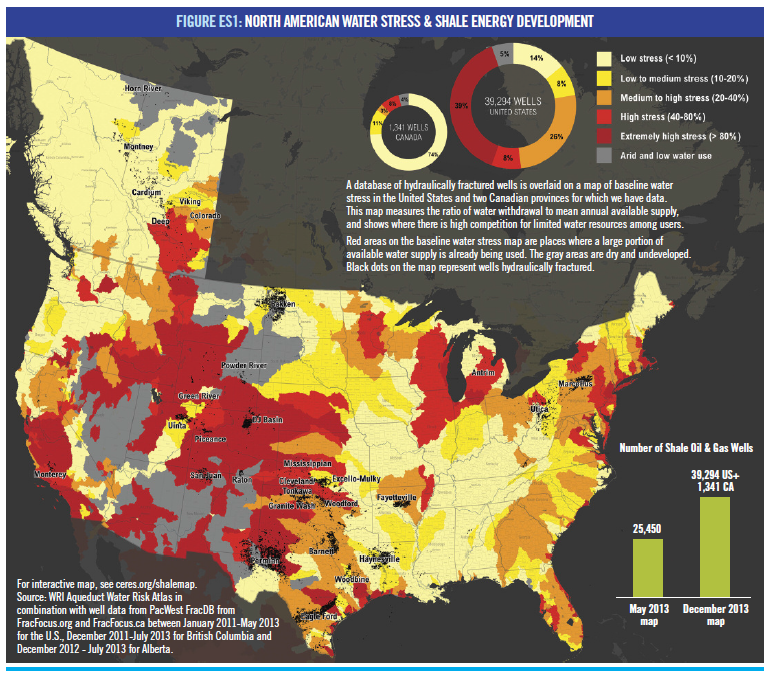 FIGURE ES1: NORTH AMERICAN WATER STRESS & SHALE ENERGY DEVELOPMENT
5%
14%
8%
26%
8%
39%
39,294 WELLS
UNITED STATES
1,341 WELLS
CANADA
11%
74%
Low stress (< 10%)
Low to medium stress (10-20%)
Medium to high stress (20-40%)
High stress (40-80%)
Extremely high stress (> 80%)
Arid and low water use
A database of hydraulically fractured wells is overlaid on a map of baseline water
stress in the United States and two Canadian provinces for which we have data.
This map measures the ratio of water withdrawal to mean annual available supply,
and shows where there is high competition for limited water resources among users.
Red areas on the baseline water stress map are places where a large portion of
available water supply is already being used. The gray areas are dry and undeveloped.
Black dots on the map represent wells hydraulically fractured.
Horn River
Montney
Cardium
Viking
Deep
Colorado
Bakken
Powder River
Antrim
Green River
Marcellus
Utica
Uinta
DJ Basin
Piceance
Monterey
San Juan
Raton
Mississippian
Cleveland
Tonkawa
Excello-Mulky
Granite Wash
Woodford
Fayetteville
Permian
Barnett
Haynesville
Woodbine
Eagle Ford
Number of Shale Oil & Gas Wells
39,294 US+
1,341 CA
25,450
May 2013
map
December 2013
map
For interactive map, see ceres.org/shalemap.
Source: WRI Aqueduct Water Risk Atlas in
combination with well data from PacWest FracDB from
FracFocus.org and FracFocus.ca between January 2011-May 2013
for the U.S., December 2011-July 2013 for British Columbia and
December 2012 - July 2013 for Alberta.